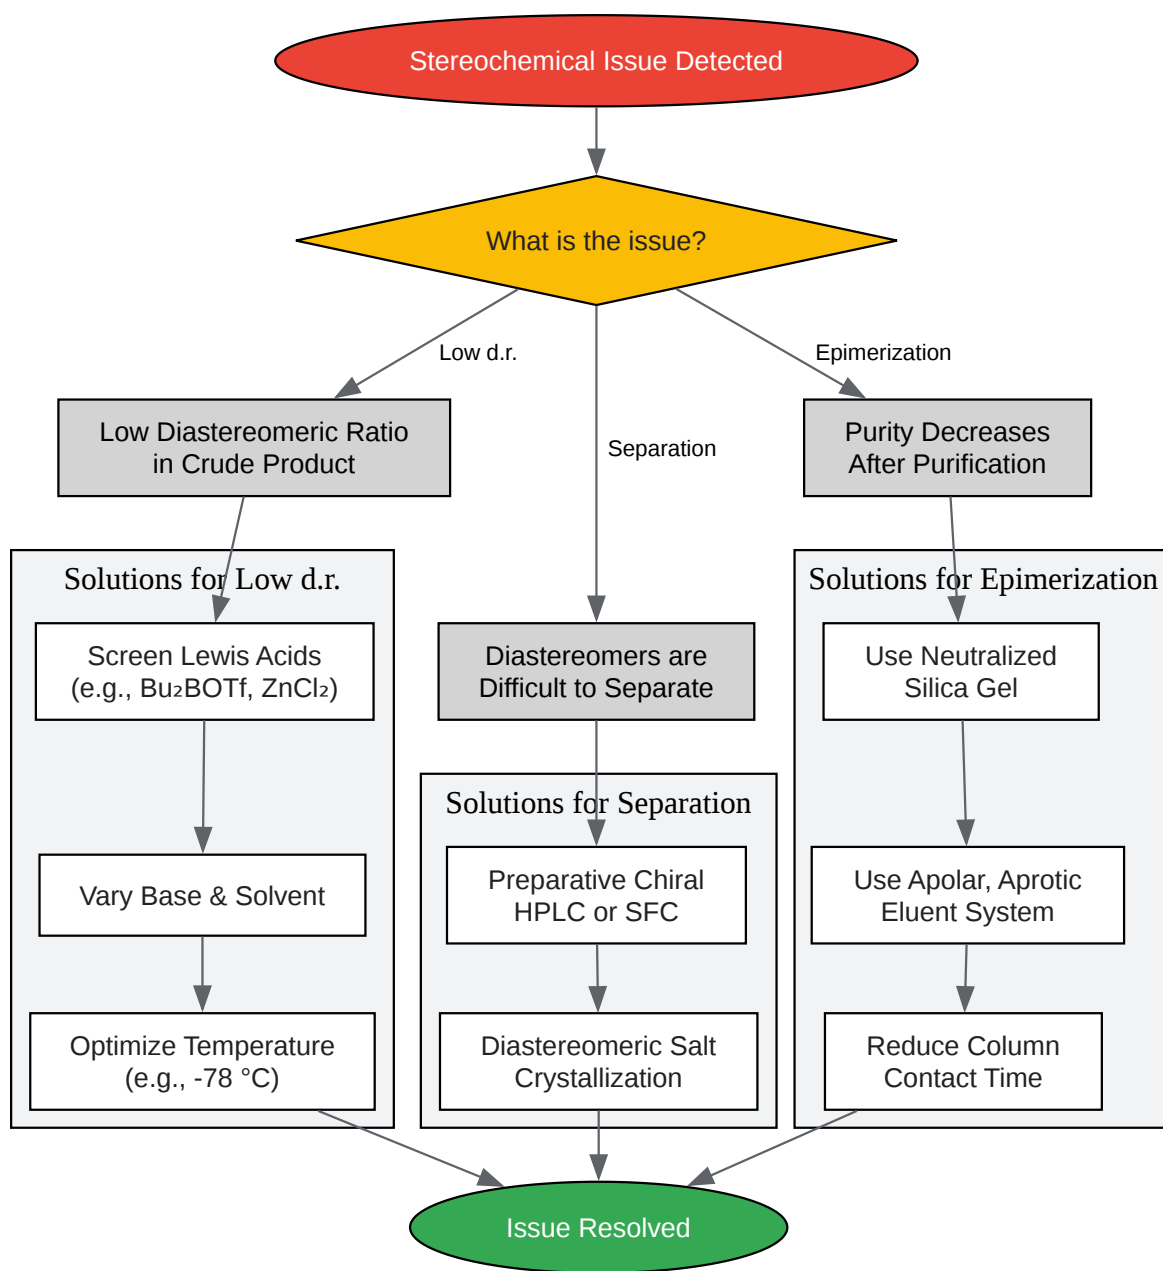 Stereochemical Issue Detected
What is the issue?
Low d.r.
Epimerization
Separation
Low Diastereomeric Ratio
in Crude Product
Purity Decreases
After Purification
Solutions for Low d.r.
Screen Lewis Acids
(e.g., Bu₂BOTf, ZnCl₂)
Vary Base & Solvent
Optimize Temperature
(e.g., -78 °C)
Diastereomers are
Difficult to Separate
Solutions for Separation
Preparative Chiral
HPLC or SFC
Diastereomeric Salt
Crystallization
Solutions for Epimerization
Use Neutralized
Silica Gel
Use Apolar, Aprotic
Eluent System
Reduce Column
Contact Time
Issue Resolved